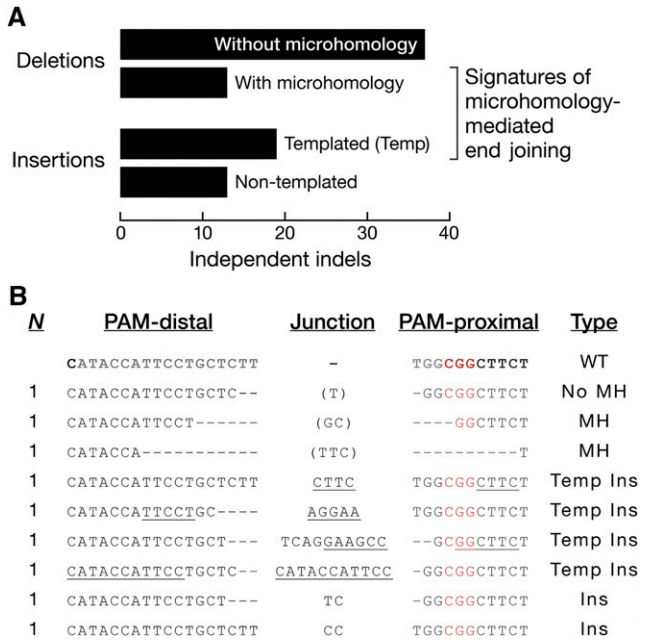 A
Deletions
Without microhomology
With microhomology
Insertions
Templated (Temp)
Non-templated
Signatures of
microhomology-
mediated
end joining
0 10 20 30 40
Independent indels
B
N PAM-distal Junction PAM-proximal Type
CATACCATTCCTGCTCTT – TGGCGGCTTCT WT
1 CATACCATTCCTGCTC-- (T) -GGCGGCTTCT No MH
1 CATACCATTCCT------ (GC) ----GGCTTCT MH
1 CATACCA----------- (TTC) ----------T MH
1 CATACCATTCCTGCTCTT CTTC TGGCGGCTTCT Temp Ins
1 CATACCATTCCTGC---- AGGAA TGGCGGCTTCT Temp Ins
1 CATACCATTCCTGCT--- TCAGGAAGCC --GCGGCTTCT Temp Ins
1 CATACCATTCCTGCTC-- CATACCATTCC -GGCGGCTTCT Temp Ins
1 CATACCATTCCTGCT--- TC -GGCGGCTTCT Ins
1 CATACCATTCCTGCTCTT CC TGGCGGCTTCT Ins